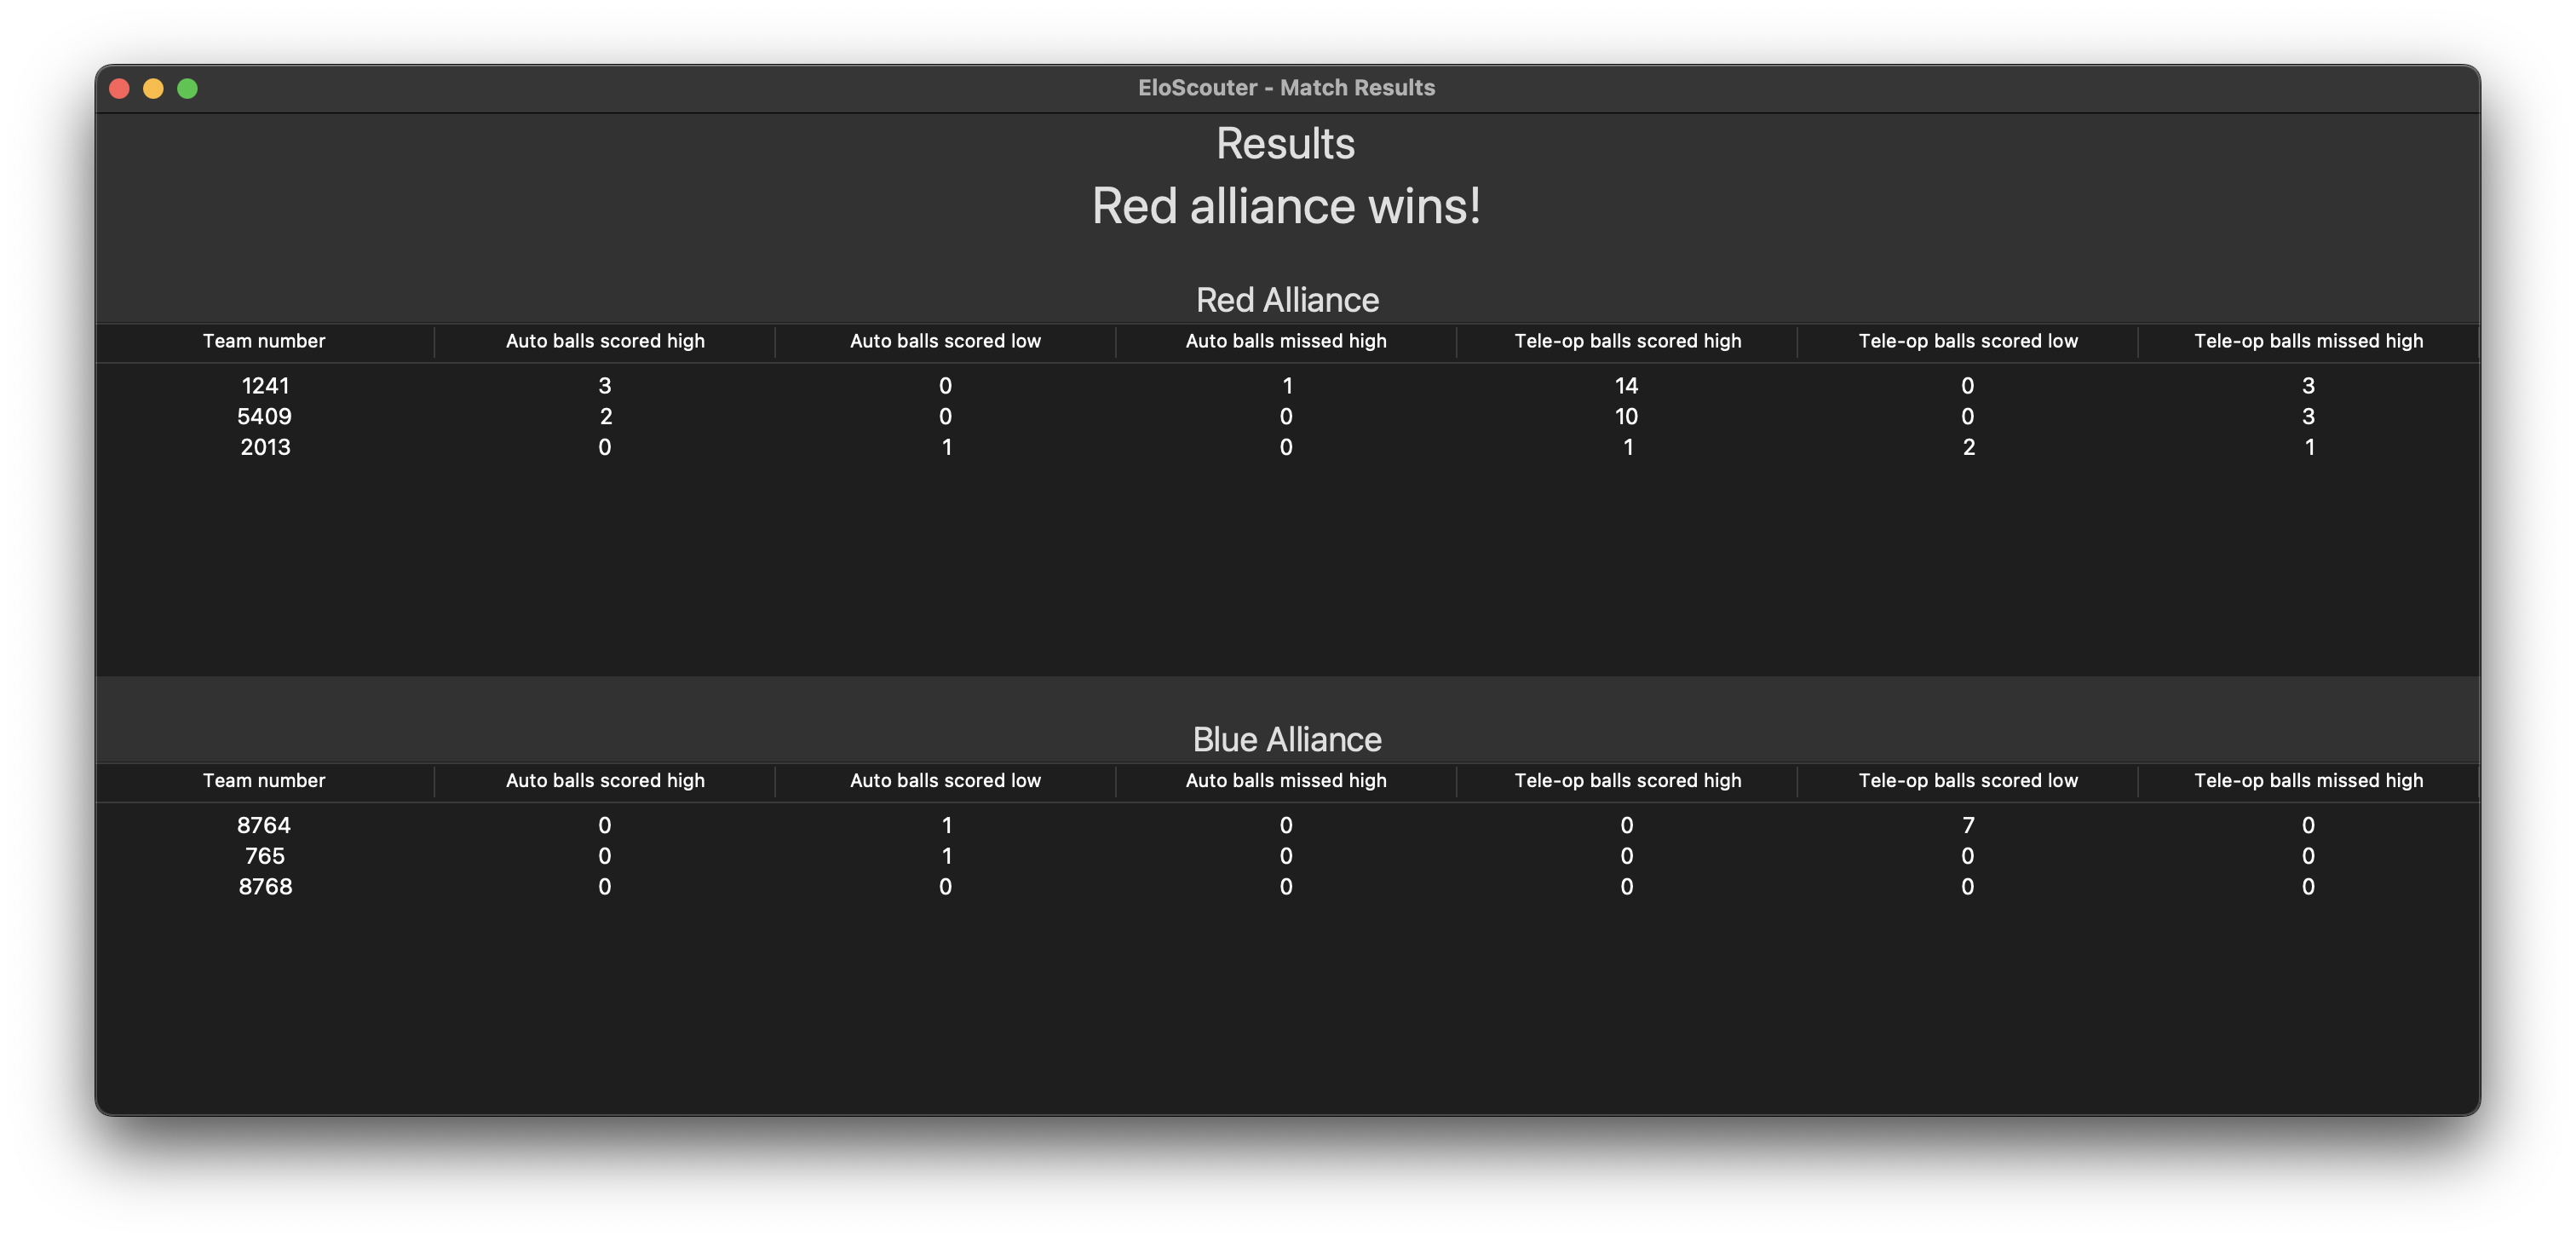 EloScouter - Match Results
Results
Red alliance wins!
Red Alliance
Team number Auto balls scored high Auto balls scored low Auto balls missed high Tele-op balls scored high Tele-op balls scored low Tele-op balls missed high
1241 3 0 1 14 0 3
5409 2 0 0 10 0 3
2013 0 1 0 1 2 1
Blue Alliance
Team number Auto balls scored high Auto balls scored low Auto balls missed high Tele-op balls scored high Tele-op balls scored low Tele-op balls missed high
8764 0 1 0 0 7 0
765 0 1 0 0 0 0
8768 0 0 0 0 0 0